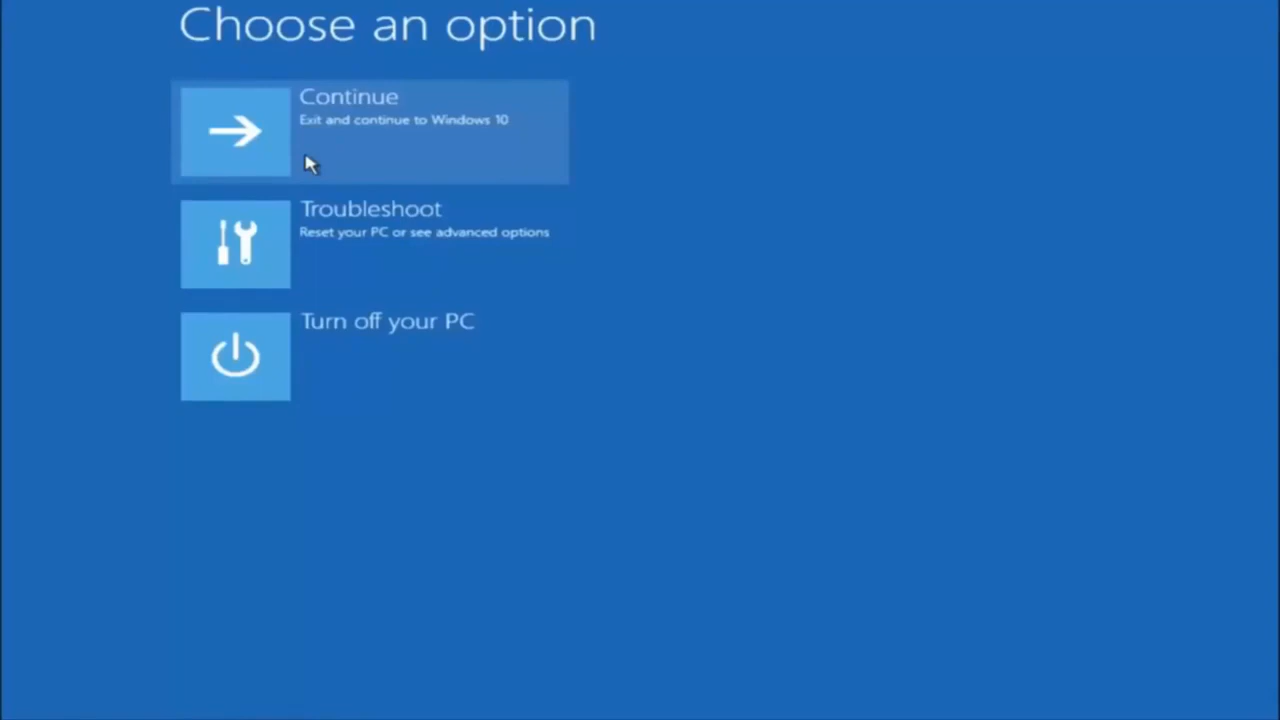 Choose an option
Continue
Exit and continue to Windows 10
Troubleshoot
Reset your PC or see advanced options
Turn off your PC